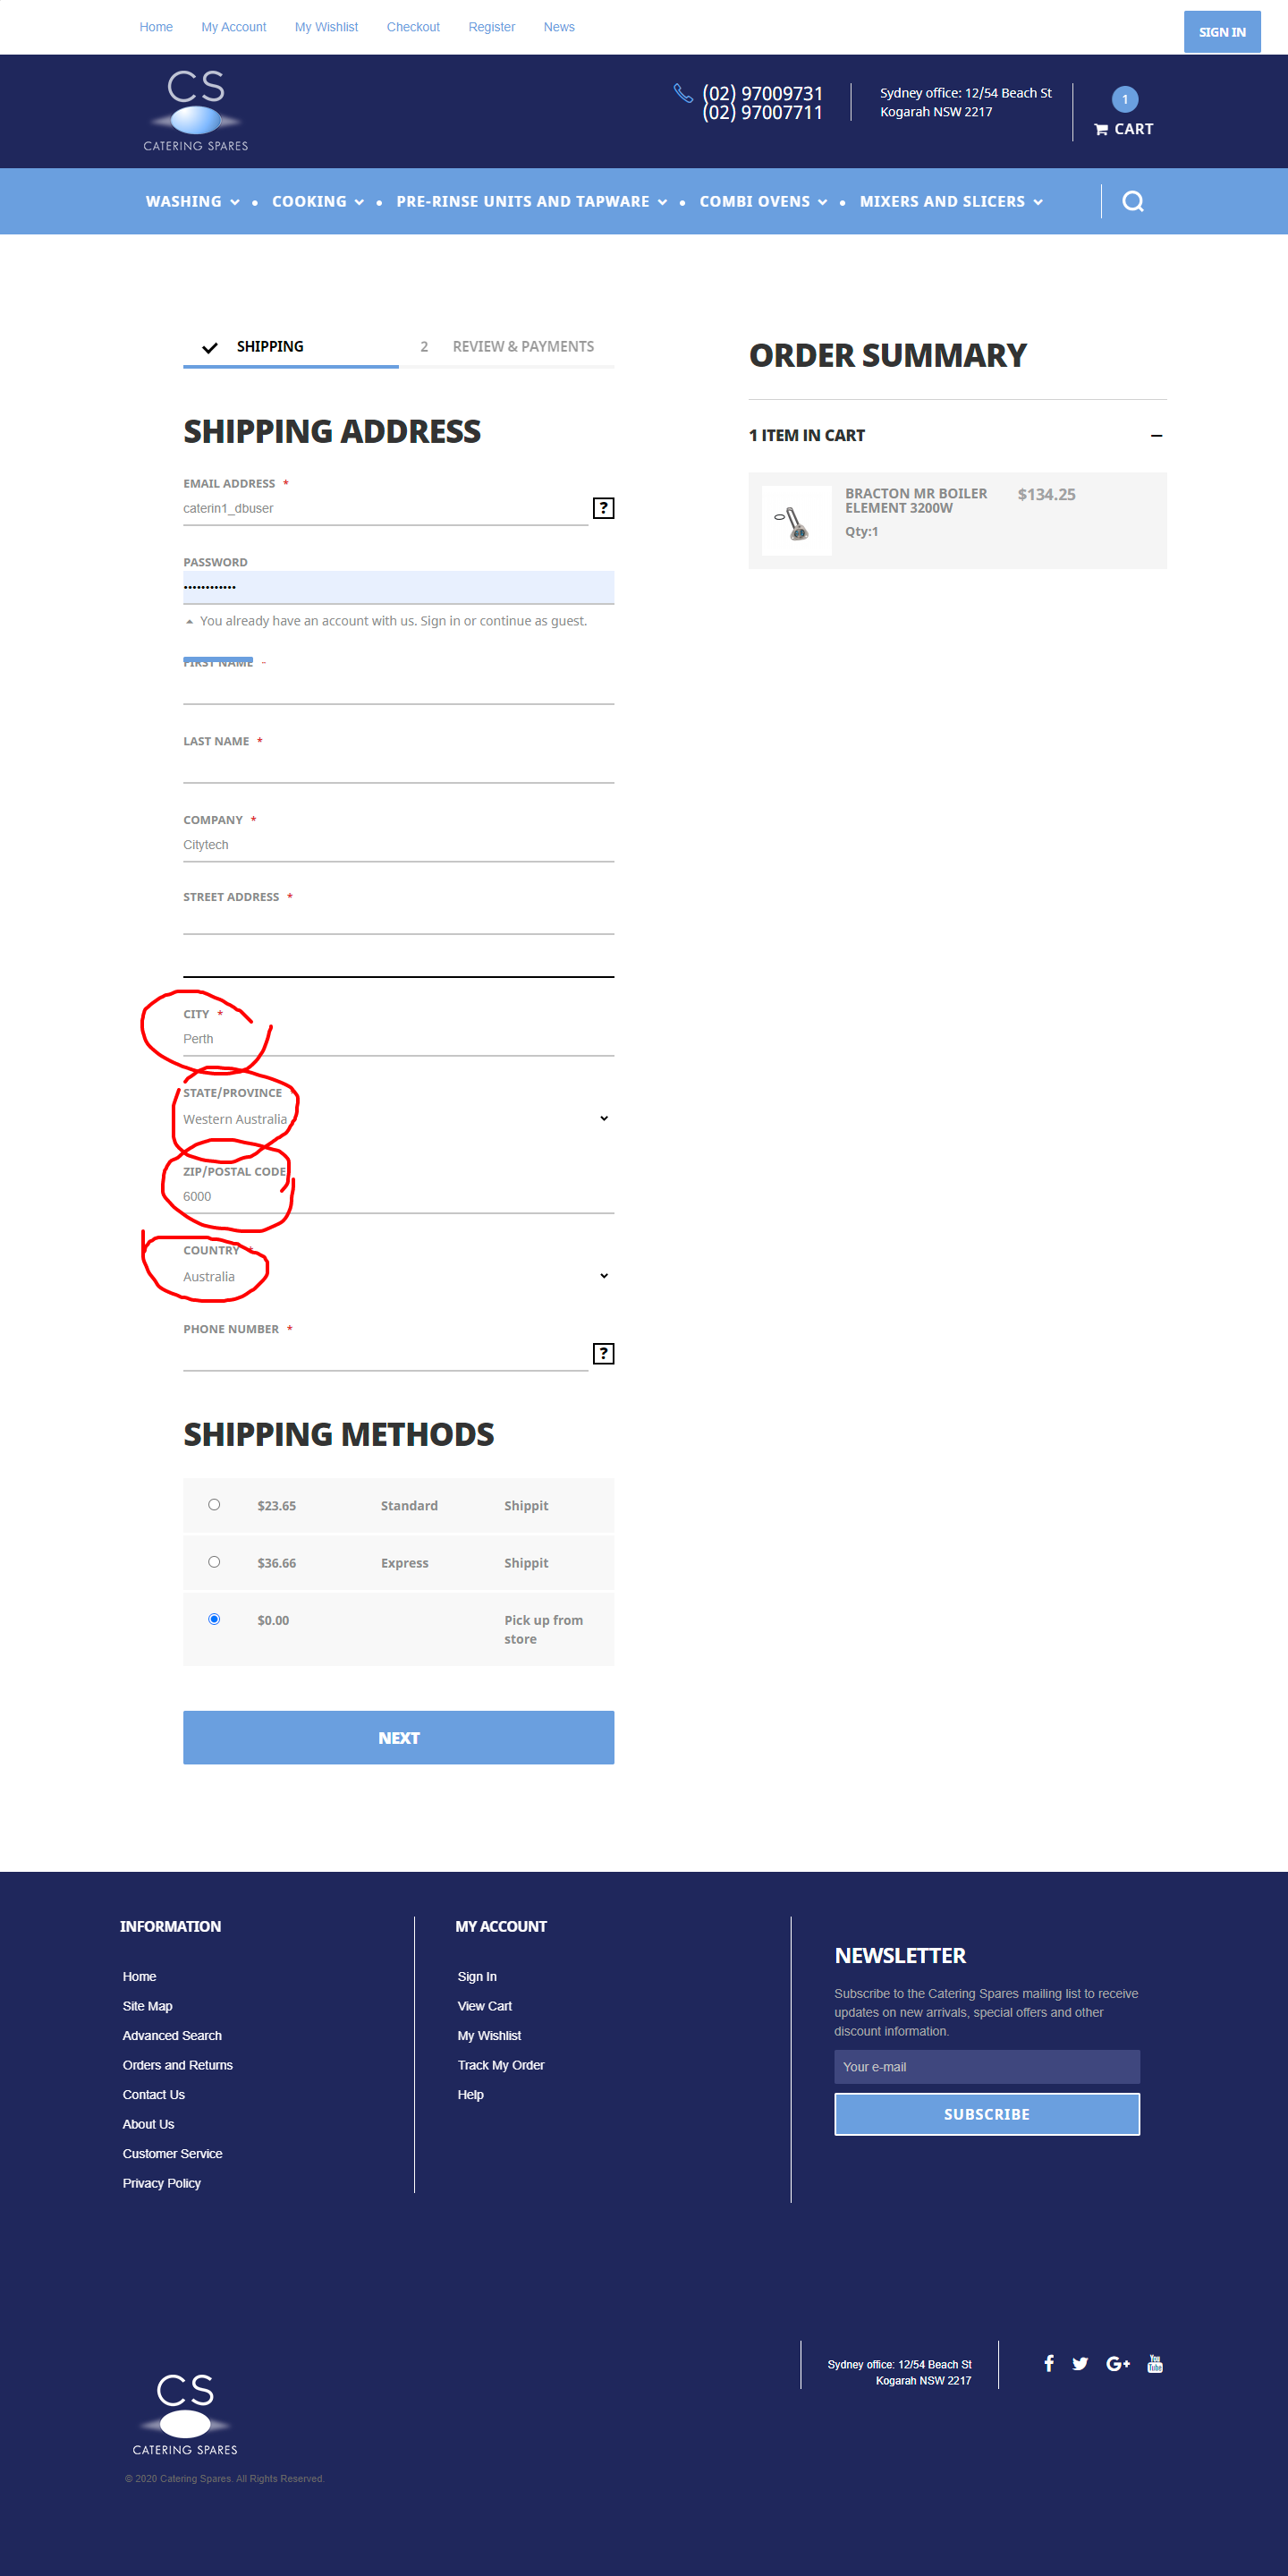 Home My Account My Wishlist Checkout Register News
SIGN IN
CS
CATERING SPARES
(02) 97009731
(02) 97007711
Sydney office: 12/54 Beach St
Kogarah NSW 2217
1
CART
WASHING COOKING PRE-RINSE UNITS AND TAPWARE COMBI OVENS MIXERS AND SLICERS
SHIPPING
2 REVIEW & PAYMENTS
SHIPPING ADDRESS
EMAIL ADDRESS *
caterin1_dbuser
?
PASSWORD
••••••••••••
You already have an account with us. Sign in or continue as guest.
FIRST NAME
LAST NAME *
COMPANY *
Citytech
STREET ADDRESS *
CITY *
Perth
STATE/PROVINCE
Western Australia
ZIP/POSTAL CODE
6000
COUNTRY *
Australia
PHONE NUMBER *
?
SHIPPING METHODS
$23.65 Standard Shippit
$36.66 Express Shippit
$0.00 Pick up from
store
NEXT
ORDER SUMMARY
1 ITEM IN CART
BRACTON MR BOILER
ELEMENT 3200W
$134.25
Qty:1
INFORMATION
Home
Site Map
Advanced Search
Orders and Returns
Contact Us
About Us
Customer Service
Privacy Policy
MY ACCOUNT
Sign In
View Cart
My Wishlist
Track My Order
Help
NEWSLETTER
Subscribe to the Catering Spares mailing list to receive
updates on new arrivals, special offers and other
discount information.
Your e-mail
SUBSCRIBE
Sydney office: 12/54 Beach St
Kogarah NSW 2217
G+
You
Tube
CS
CATERING SPARES
© 2020 Catering Spares. All Rights Reserved.